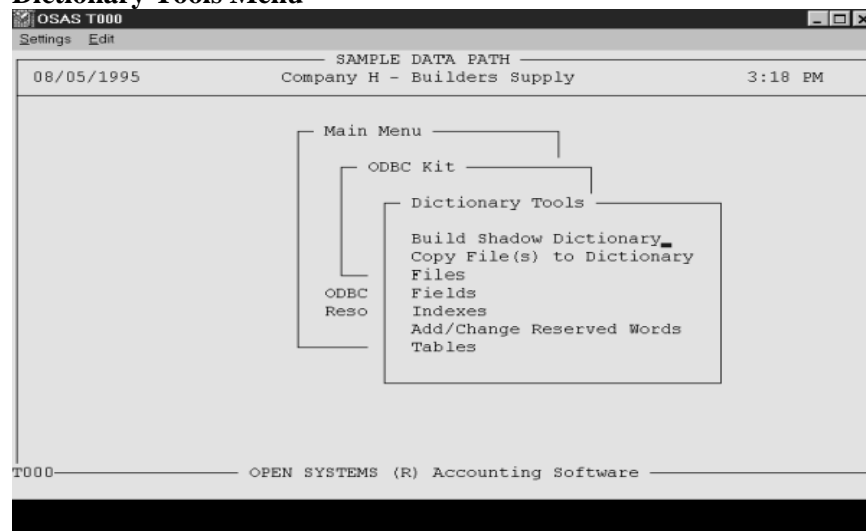 Dictionary Tools Menu
OSAS T000
Settings Edit
SAMPLE DATA PATH
08/05/1995 Company H - Builders Supply 3:18 PM
Main Menu
ODBC Kit
Dictionary Tools
Build Shadow Dictionary
Copy File(s) to Dictionary
Files
ODBC Fields
Reso Indexes
Add/Change Reserved Words
Tables
T000 OPEN SYSTEMS (R) Accounting Software